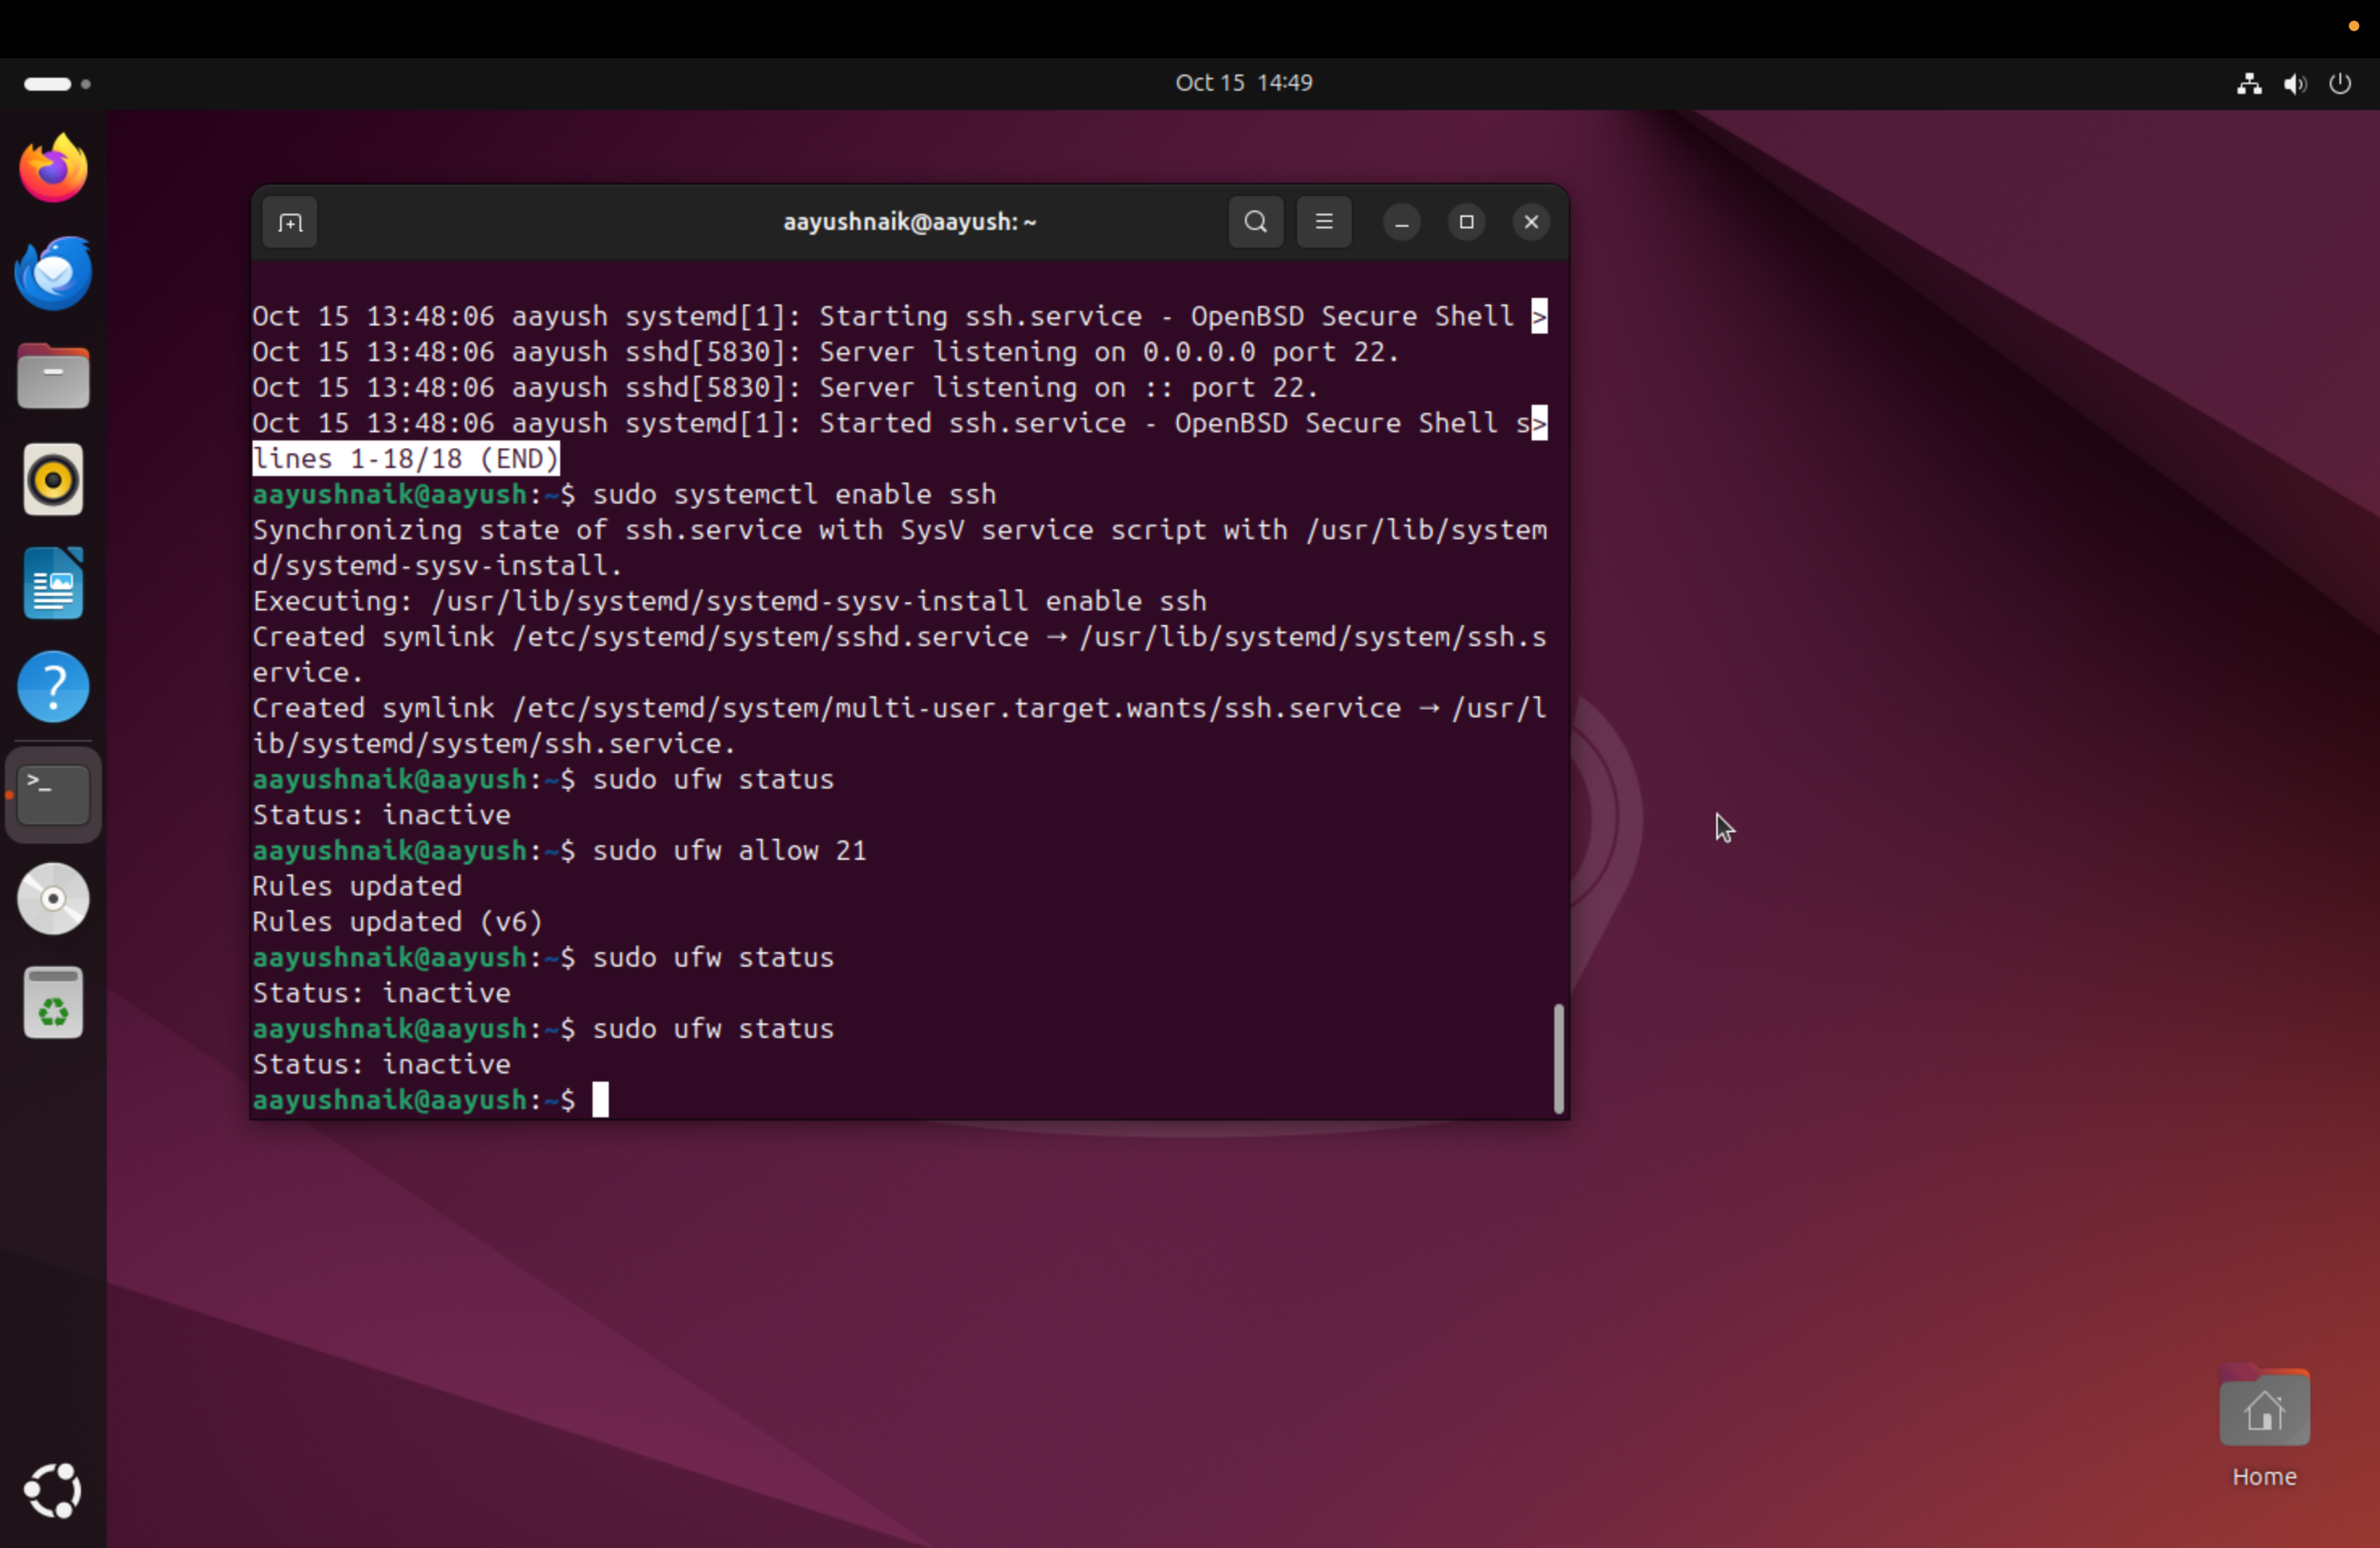 Oct 15 14:49
aayushnaik@aayush: ~
Oct 15 13:48:06 aayush systemd[1]: Starting ssh.service - OpenBSD Secure Shell >
Oct 15 13:48:06 aayush sshd[5830]: Server listening on 0.0.0.0 port 22.
Oct 15 13:48:06 aayush sshd[5830]: Server listening on :: port 22.
Oct 15 13:48:06 aayush systemd[1]: Started ssh.service - OpenBSD Secure Shell s>
lines 1-18/18 (END)
aayushnaik@aayush:~$ sudo systemctl enable ssh
Synchronizing state of ssh.service with SysV service script with /usr/lib/system
d/systemd-sysv-install.
Executing: /usr/lib/systemd/systemd-sysv-install enable ssh
Created symlink /etc/systemd/system/sshd.service → /usr/lib/systemd/system/ssh.s
ervice.
Created symlink /etc/systemd/system/multi-user.target.wants/ssh.service → /usr/l
ib/systemd/system/ssh.service.
aayushnaik@aayush:~$ sudo ufw status
Status: inactive
aayushnaik@aayush:~$ sudo ufw allow 21
Rules updated
Rules updated (v6)
aayushnaik@aayush:~$ sudo ufw status
Status: inactive
aayushnaik@aayush:~$ sudo ufw status
Status: inactive
aayushnaik@aayush:~$
Home